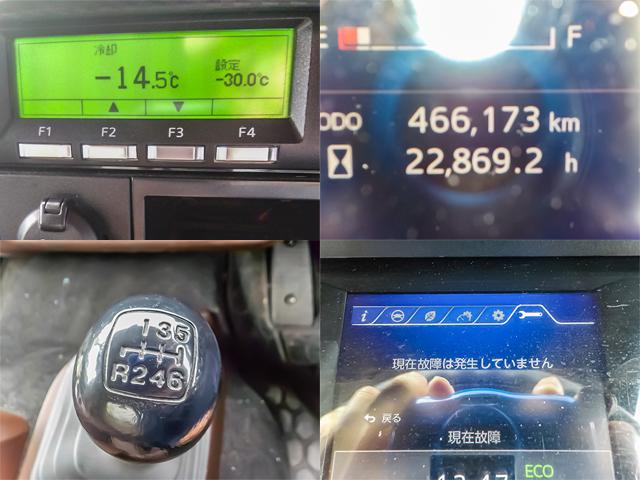 冷却
設定
-14.5℃
-30.0℃
F1 F2 F3 F4
E F
ODO 466,173 km
22,869.2 h
1 3 5
R 2 4 6
現在故障は発生していません
戻る
現在故障
ECO